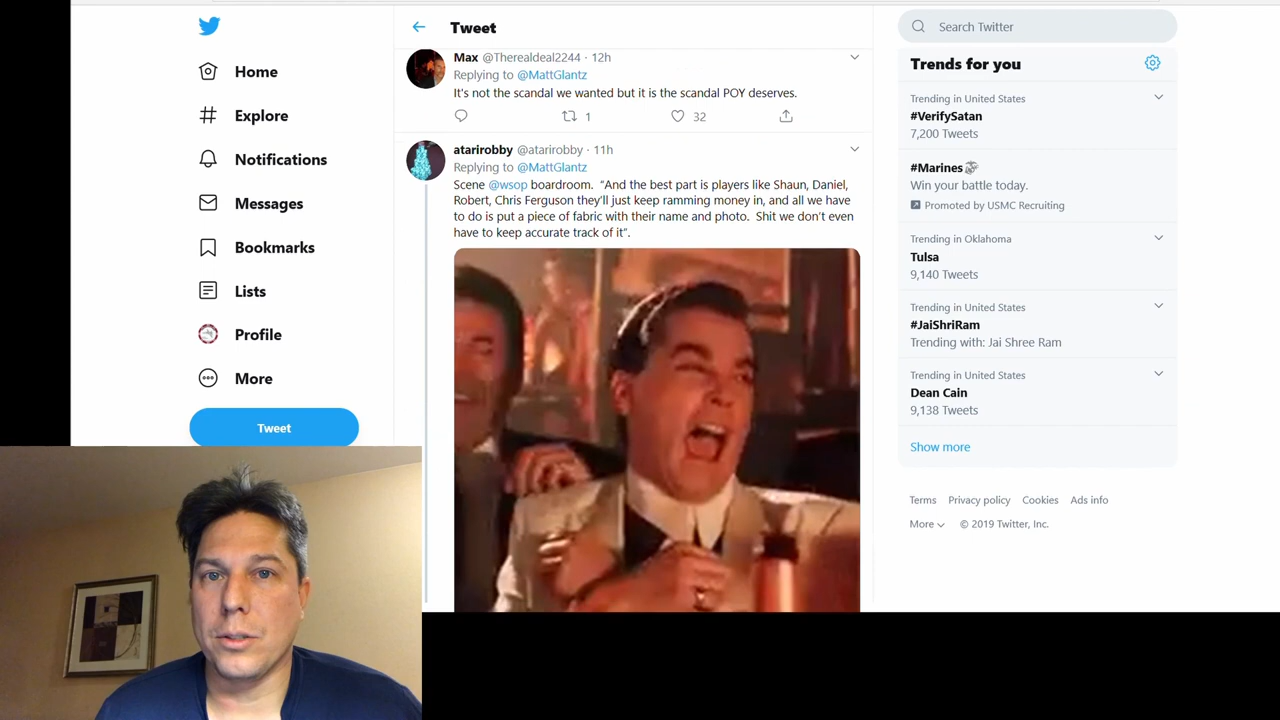 Home
Explore
Notifications
Messages
Bookmarks
Lists
Profile
More
Tweet
Tweet
Max @Therealdeal2244 · 12h
Replying to @MattGlantz
It's not the scandal we wanted but it is the scandal POY deserves.
1
32
atarirobby @atarirobby · 11h
Replying to @MattGlantz
Scene @wsop boardroom. “And the best part is players like Shaun, Daniel,
Robert, Chris Ferguson they’ll just keep ramming money in, and all we have
to do is put a piece of fabric with their name and photo. Shit we don’t even
have to keep accurate track of it”.
Search Twitter
Trends for you
Trending in United States
#VerifySatan
7,200 Tweets
#Marines
Win your battle today.
Promoted by USMC Recruiting
Trending in Oklahoma
Tulsa
9,140 Tweets
Trending in United States
#JaiShriRam
Trending with: Jai Shree Ram
Trending in United States
Dean Cain
9,138 Tweets
Show more
Terms Privacy policy Cookies Ads info
More © 2019 Twitter, Inc.